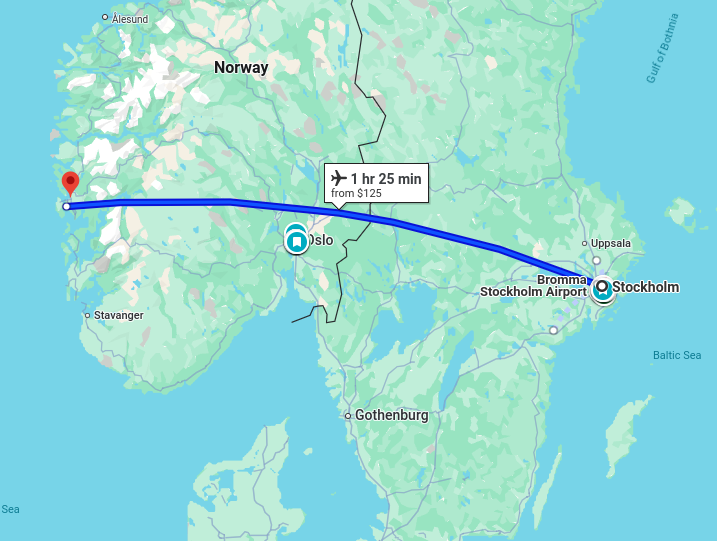 Ålesund
Norway
Gulf of Bothnia
1 hr 25 min
from $125
Oslo
Uppsala
Bromma
Stockholm Airport
Stockholm
Stavanger
Baltic Sea
Gothenburg
Sea